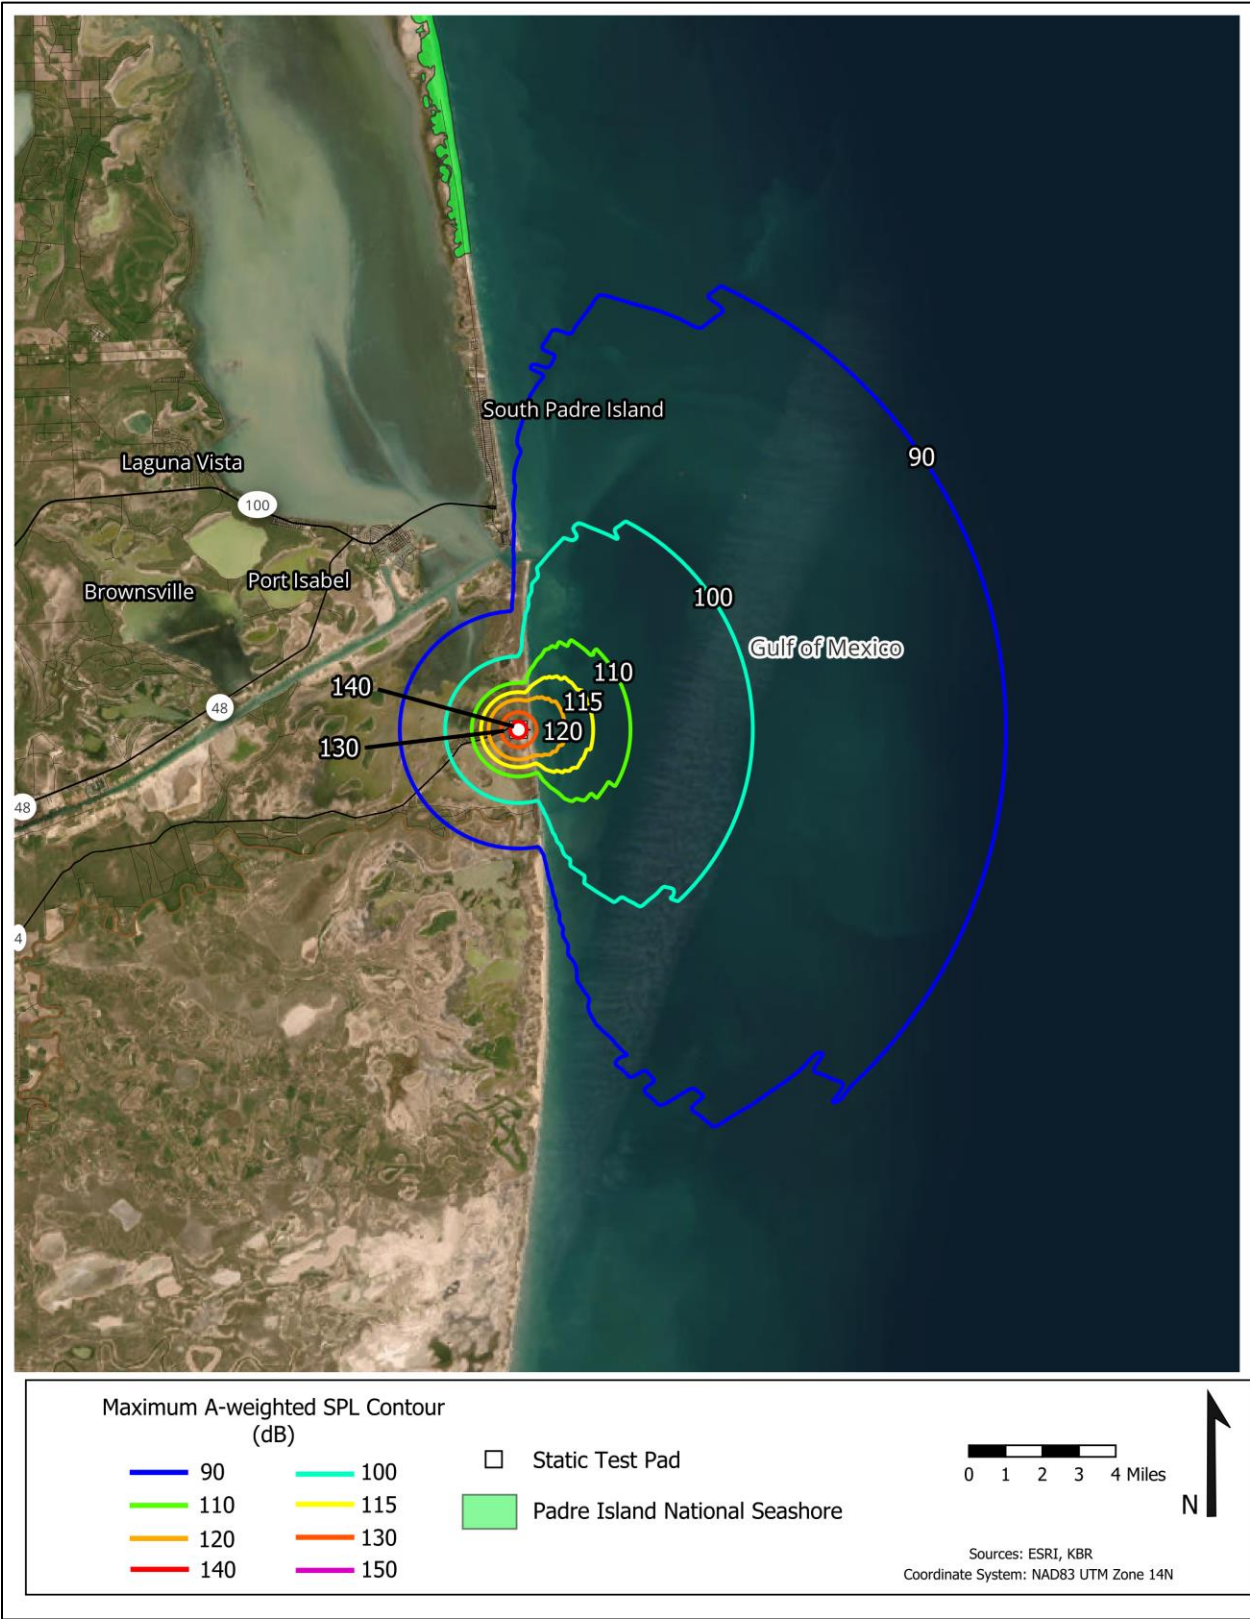 South Padre Island
Laguna Vista
90
100
Brownsville
Port Isabel
100
Gulf of Mexico
110
140
115
48
120
130
48
4
Maximum A-weighted SPL Contour
(dB)
90
100
110
115
120
130
140
150
Static Test Pad
Padre Island National Seashore
0 1 2 3 4 Miles
N
Sources: ESRI, KBR
Coordinate System: NAD83 UTM Zone 14N